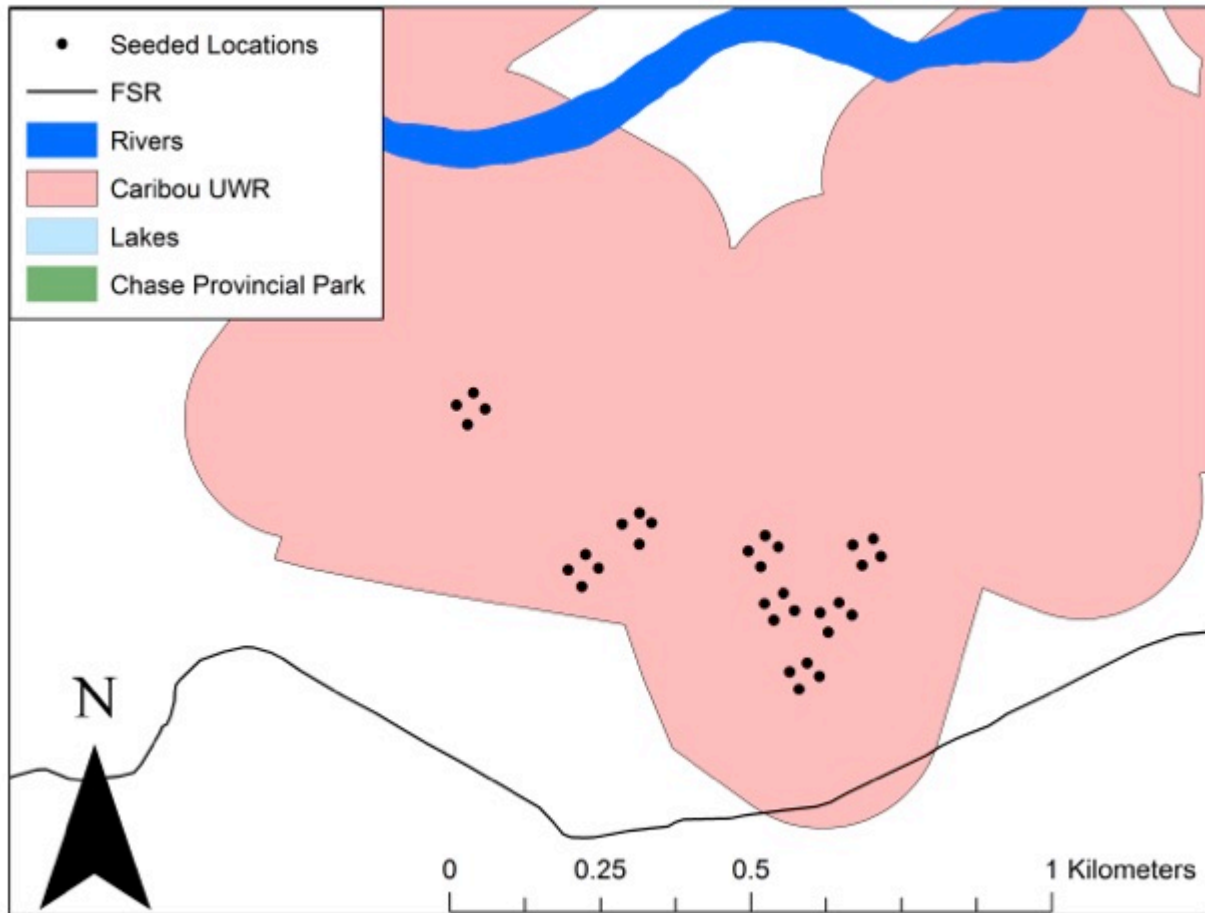 Seeded Locations
FSR
Rivers
Caribou UWR
Lakes
Chase Provincial Park
N
0 0.25 0.5 1 Kilometers